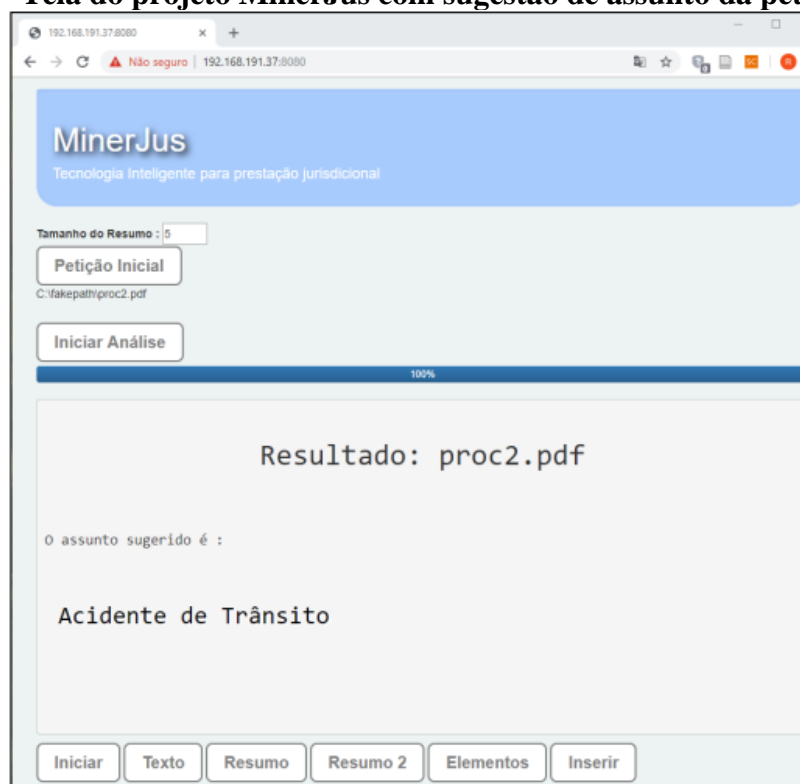 Tela do projeto MinerJus com sugestão de assunto da pet
192.168.191.37:8080
Não seguro | 192.168.191.37:8080
MinerJus
Tecnologia Inteligente para prestação jurisdicional
Tamanho do Resumo : 5
Petição Inicial
C:\fakepath\proc2.pdf
Iniciar Análise
100%
Resultado: proc2.pdf
O assunto sugerido é :
Acidente de Trânsito
Iniciar Texto Resumo Resumo 2 Elementos Inserir